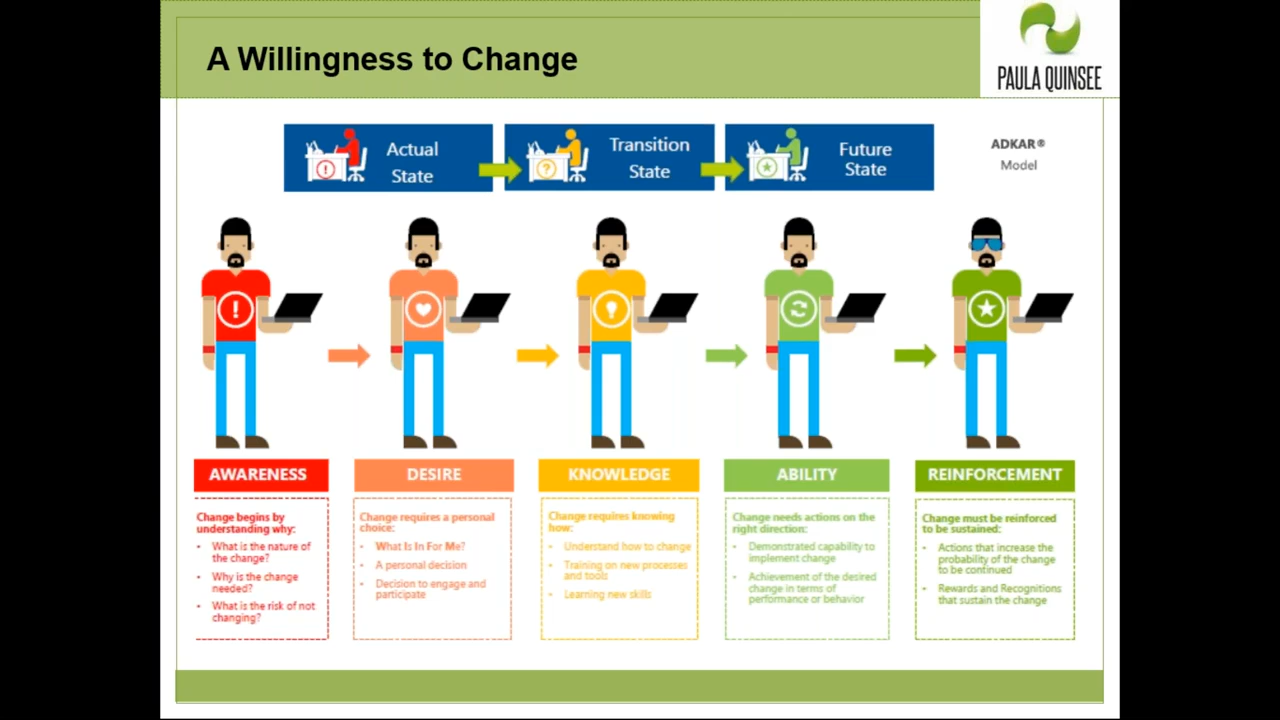 A Willingness to Change
PAULA QUINSEE
Actual
State
Transition
State
Future
State
ADKAR®
Model
AWARENESS
Change begins by
understanding why:
• What is the nature of
the change?
• Why is the change
needed?
• What is the risk of not
changing?
DESIRE
Change requires a personal
choice:
• What Is In For Me?
• A personal decision
• Decision to engage and
participate
KNOWLEDGE
Change requires knowing
how:
• Understand how to change
• Training on new processes
and tools
• Learning new skills
ABILITY
Change needs actions on the
right direction:
• Demonstrated capability to
implement change
• Achievement of the desired
change in terms of
performance or behavior
REINFORCEMENT
Change must be reinforced
to be sustained:
• Actions that increase the
probability of the change
to be continued
• Rewards and Recognitions
that sustain the change